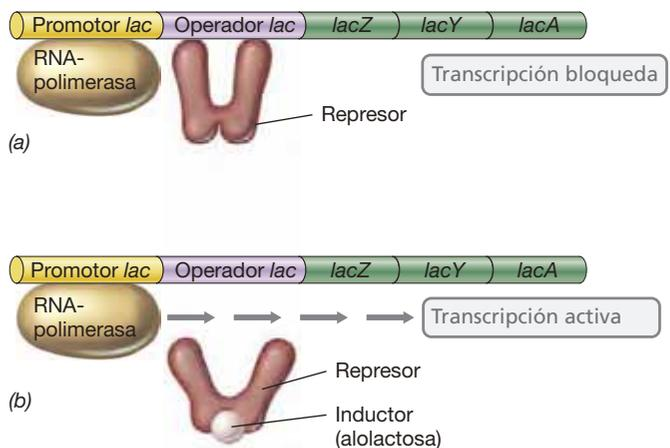 Promotor lac Operador lac lacZ lacY lacA
RNA-
polimerasa
Transcripción bloqueda
Represor
(a)
Promotor lac Operador lac lacZ lacY lacA
RNA-
polimerasa
Transcripción activa
Represor
(b)
Inductor
(alolactosa)